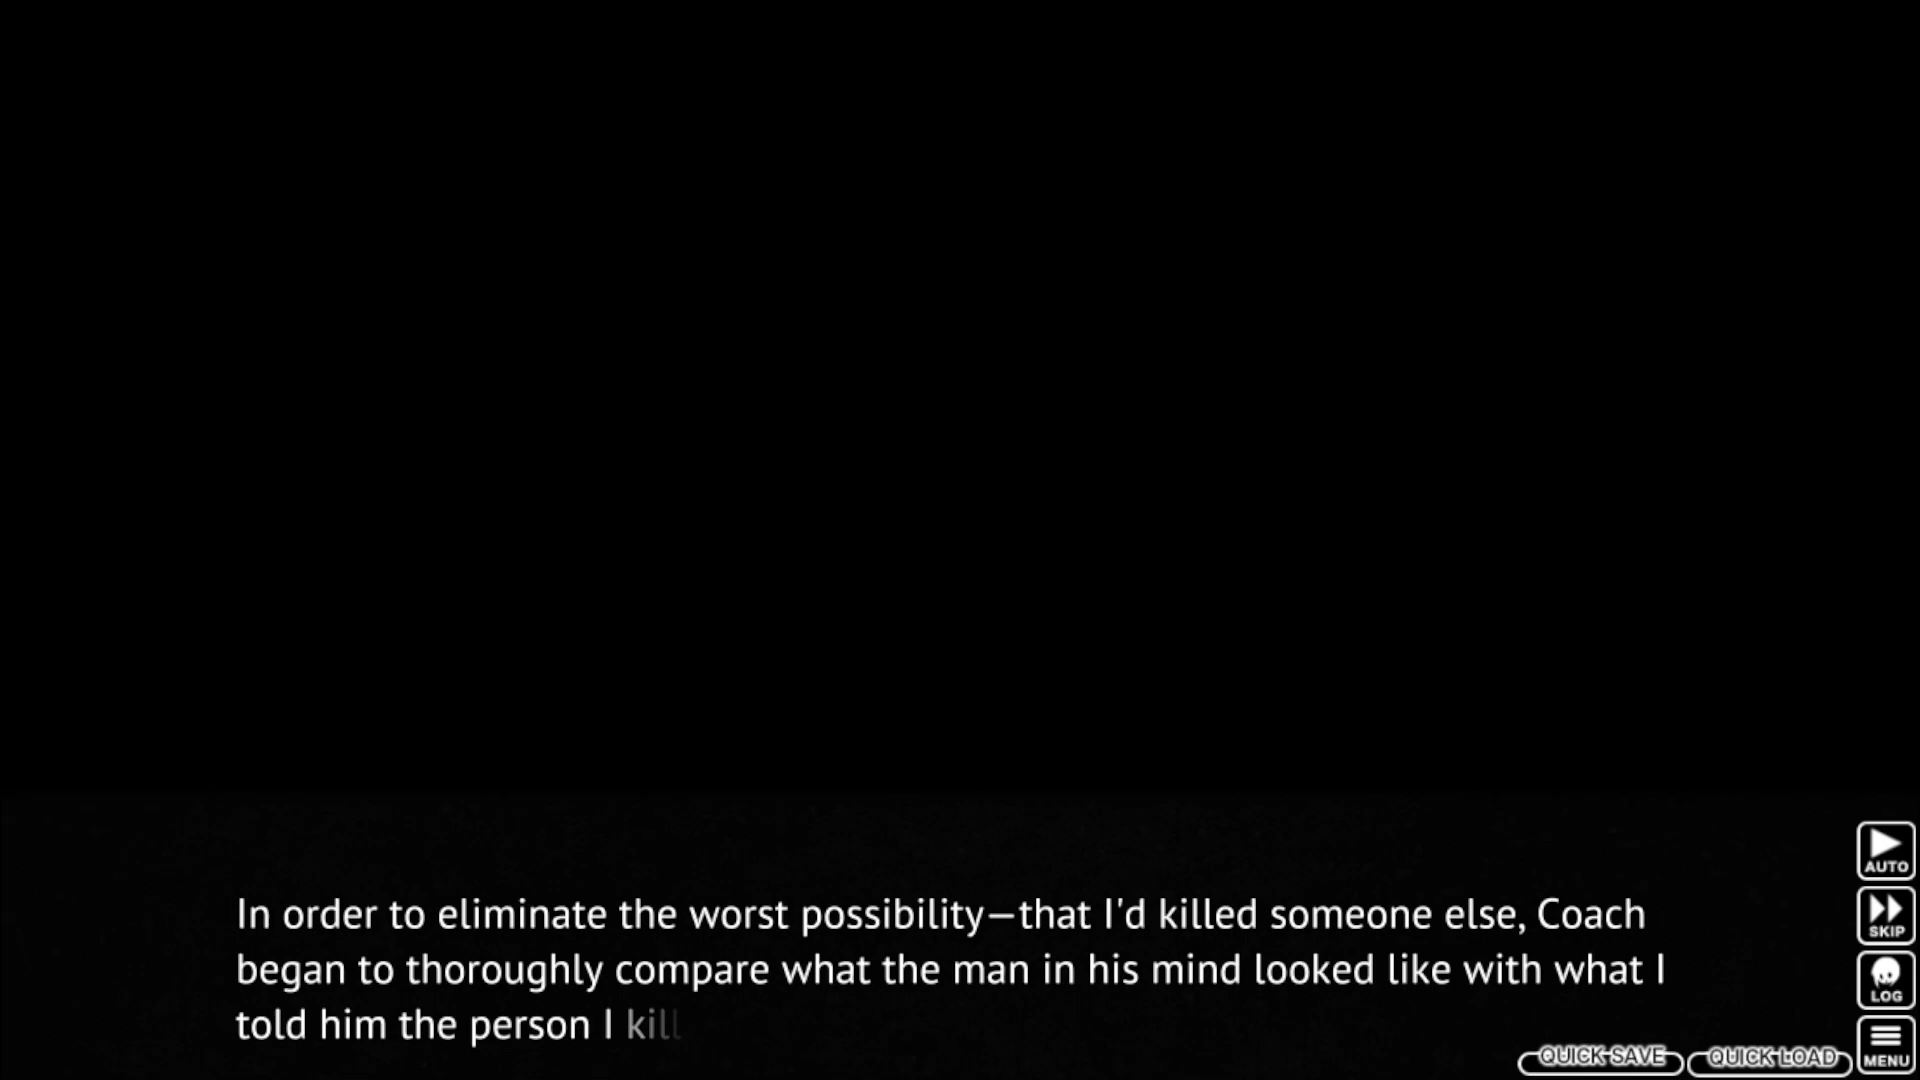 In order to eliminate the worst possibility—that I'd killed someone else, Coach
began to thoroughly compare what the man in his mind looked like with what I
told him the person I kill
AUTO
SKIP
LOG
MENU
QUICK SAVE
QUICK LOAD